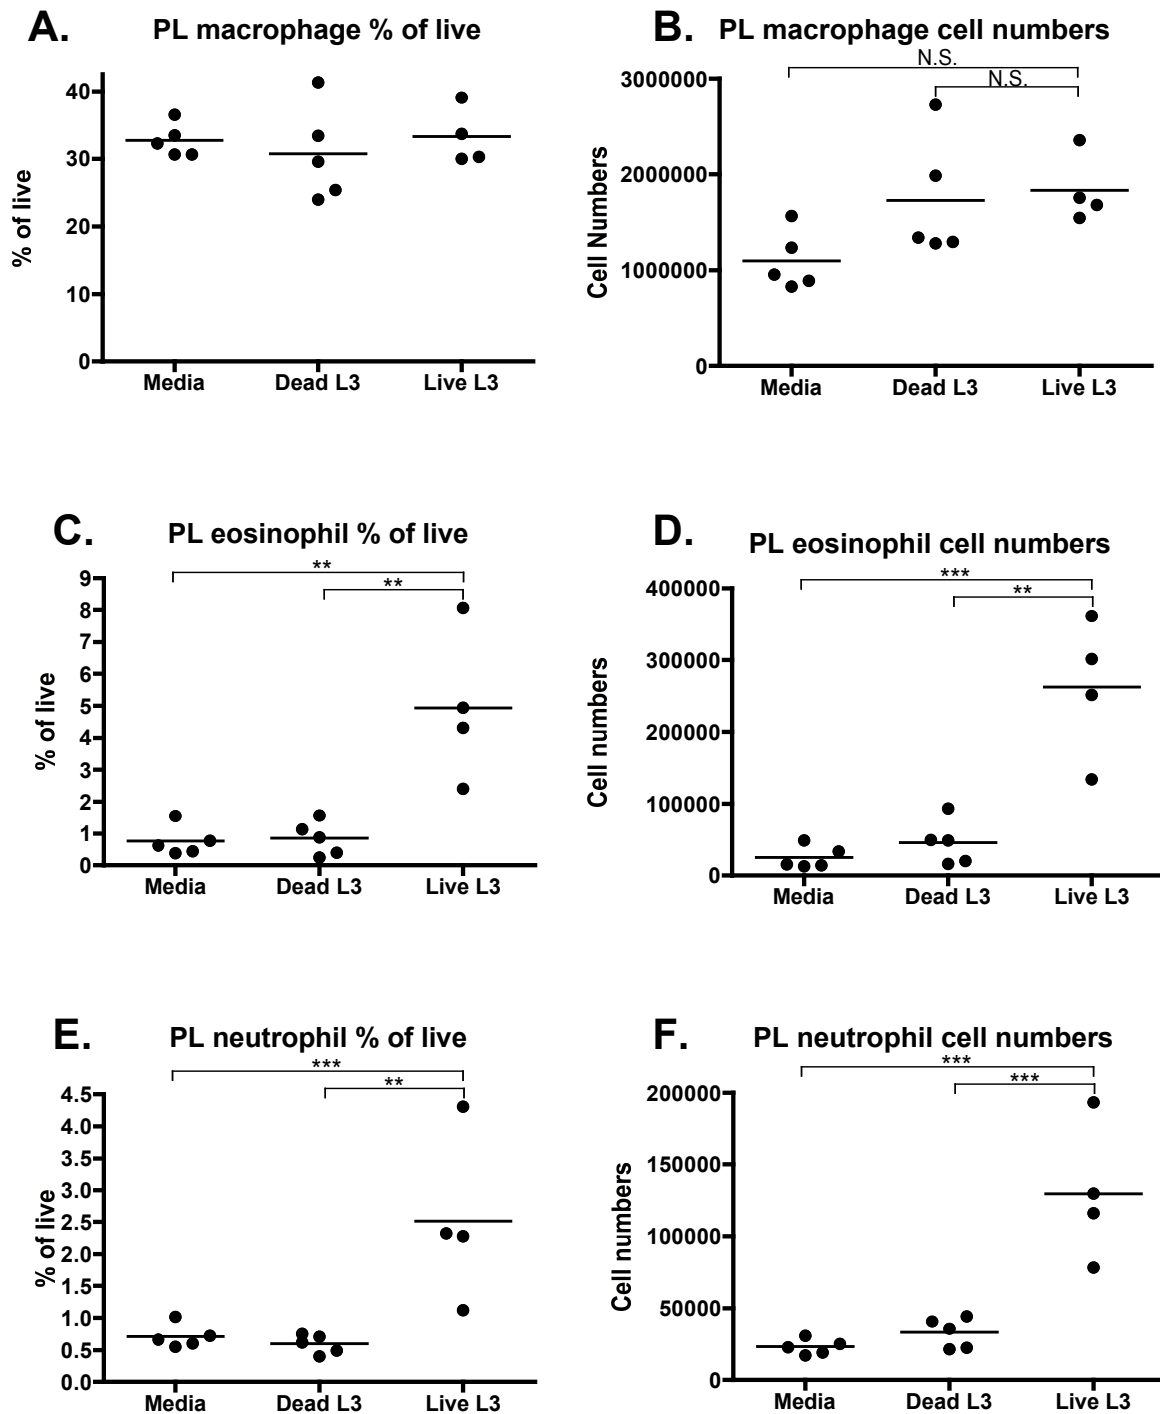 A. PL macrophage % of live
% of live
40
30
20
10
0
Media Dead L3 Live L3
B. PL macrophage cell numbers
N.S.
N.S.
Cell Numbers
3000000
2000000
1000000
0
Media Dead L3 Live L3
C. PL eosinophil % of live
**
**
% of live
9
8
7
6
5
4
3
2
1
0
Media Dead L3 Live L3
D. PL eosinophil cell numbers
***
**
Cell numbers
400000
300000
200000
100000
0
Media Dead L3 Live L3
E. PL neutrophil % of live
***
**
% of live
4.5
4.0
3.5
3.0
2.5
2.0
1.5
1.0
0.5
0.0
Media Dead L3 Live L3
F. PL neutrophil cell numbers
***
***
Cell numbers
200000
150000
100000
50000
0
Media Dead L3 Live L3